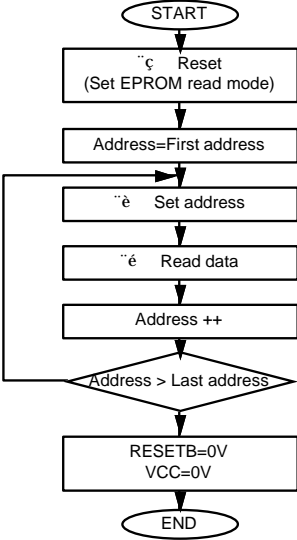 START
¨ç Reset
(Set EPROM read mode)
Address=First address
¨è Set address
¨é Read data
Address ++
Address > Last address
RESETB=0V
VCC=0V
END